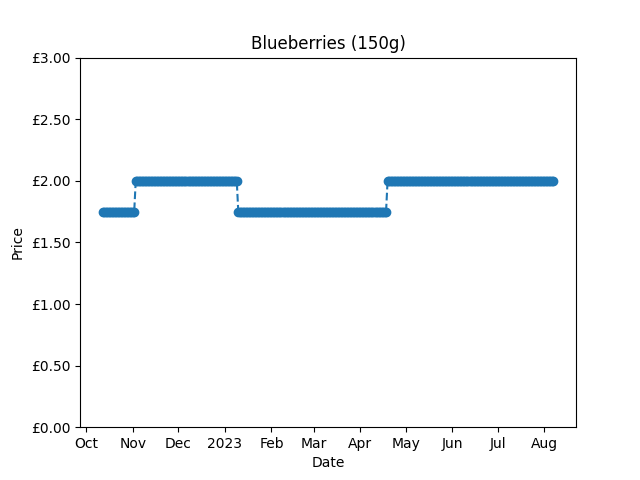 Blueberries (150g)
£3.00
£2.50
£2.00
£1.50
£1.00
£0.50
£0.00
Price
Oct Nov Dec 2023 Feb Mar Apr May Jun Jul Aug
Date